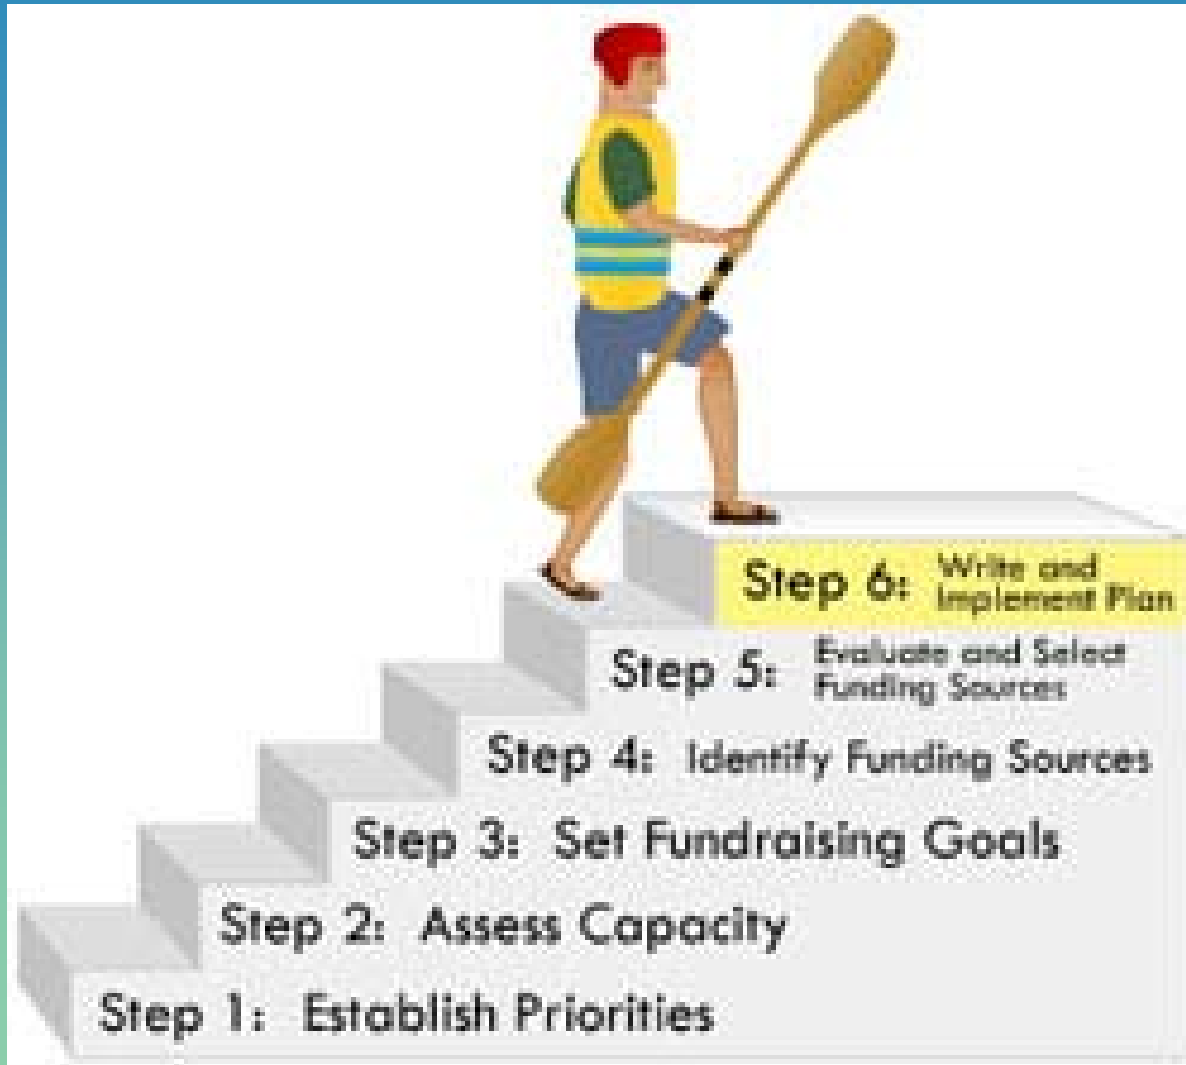 Step 6: Write and
Implement Plan
Step 5: Evaluate and Select
Funding Sources
Step 4: Identify Funding Sources
Step 3: Set Fundraising Goals
Step 2: Assess Capacity
Step 1: Establish Priorities